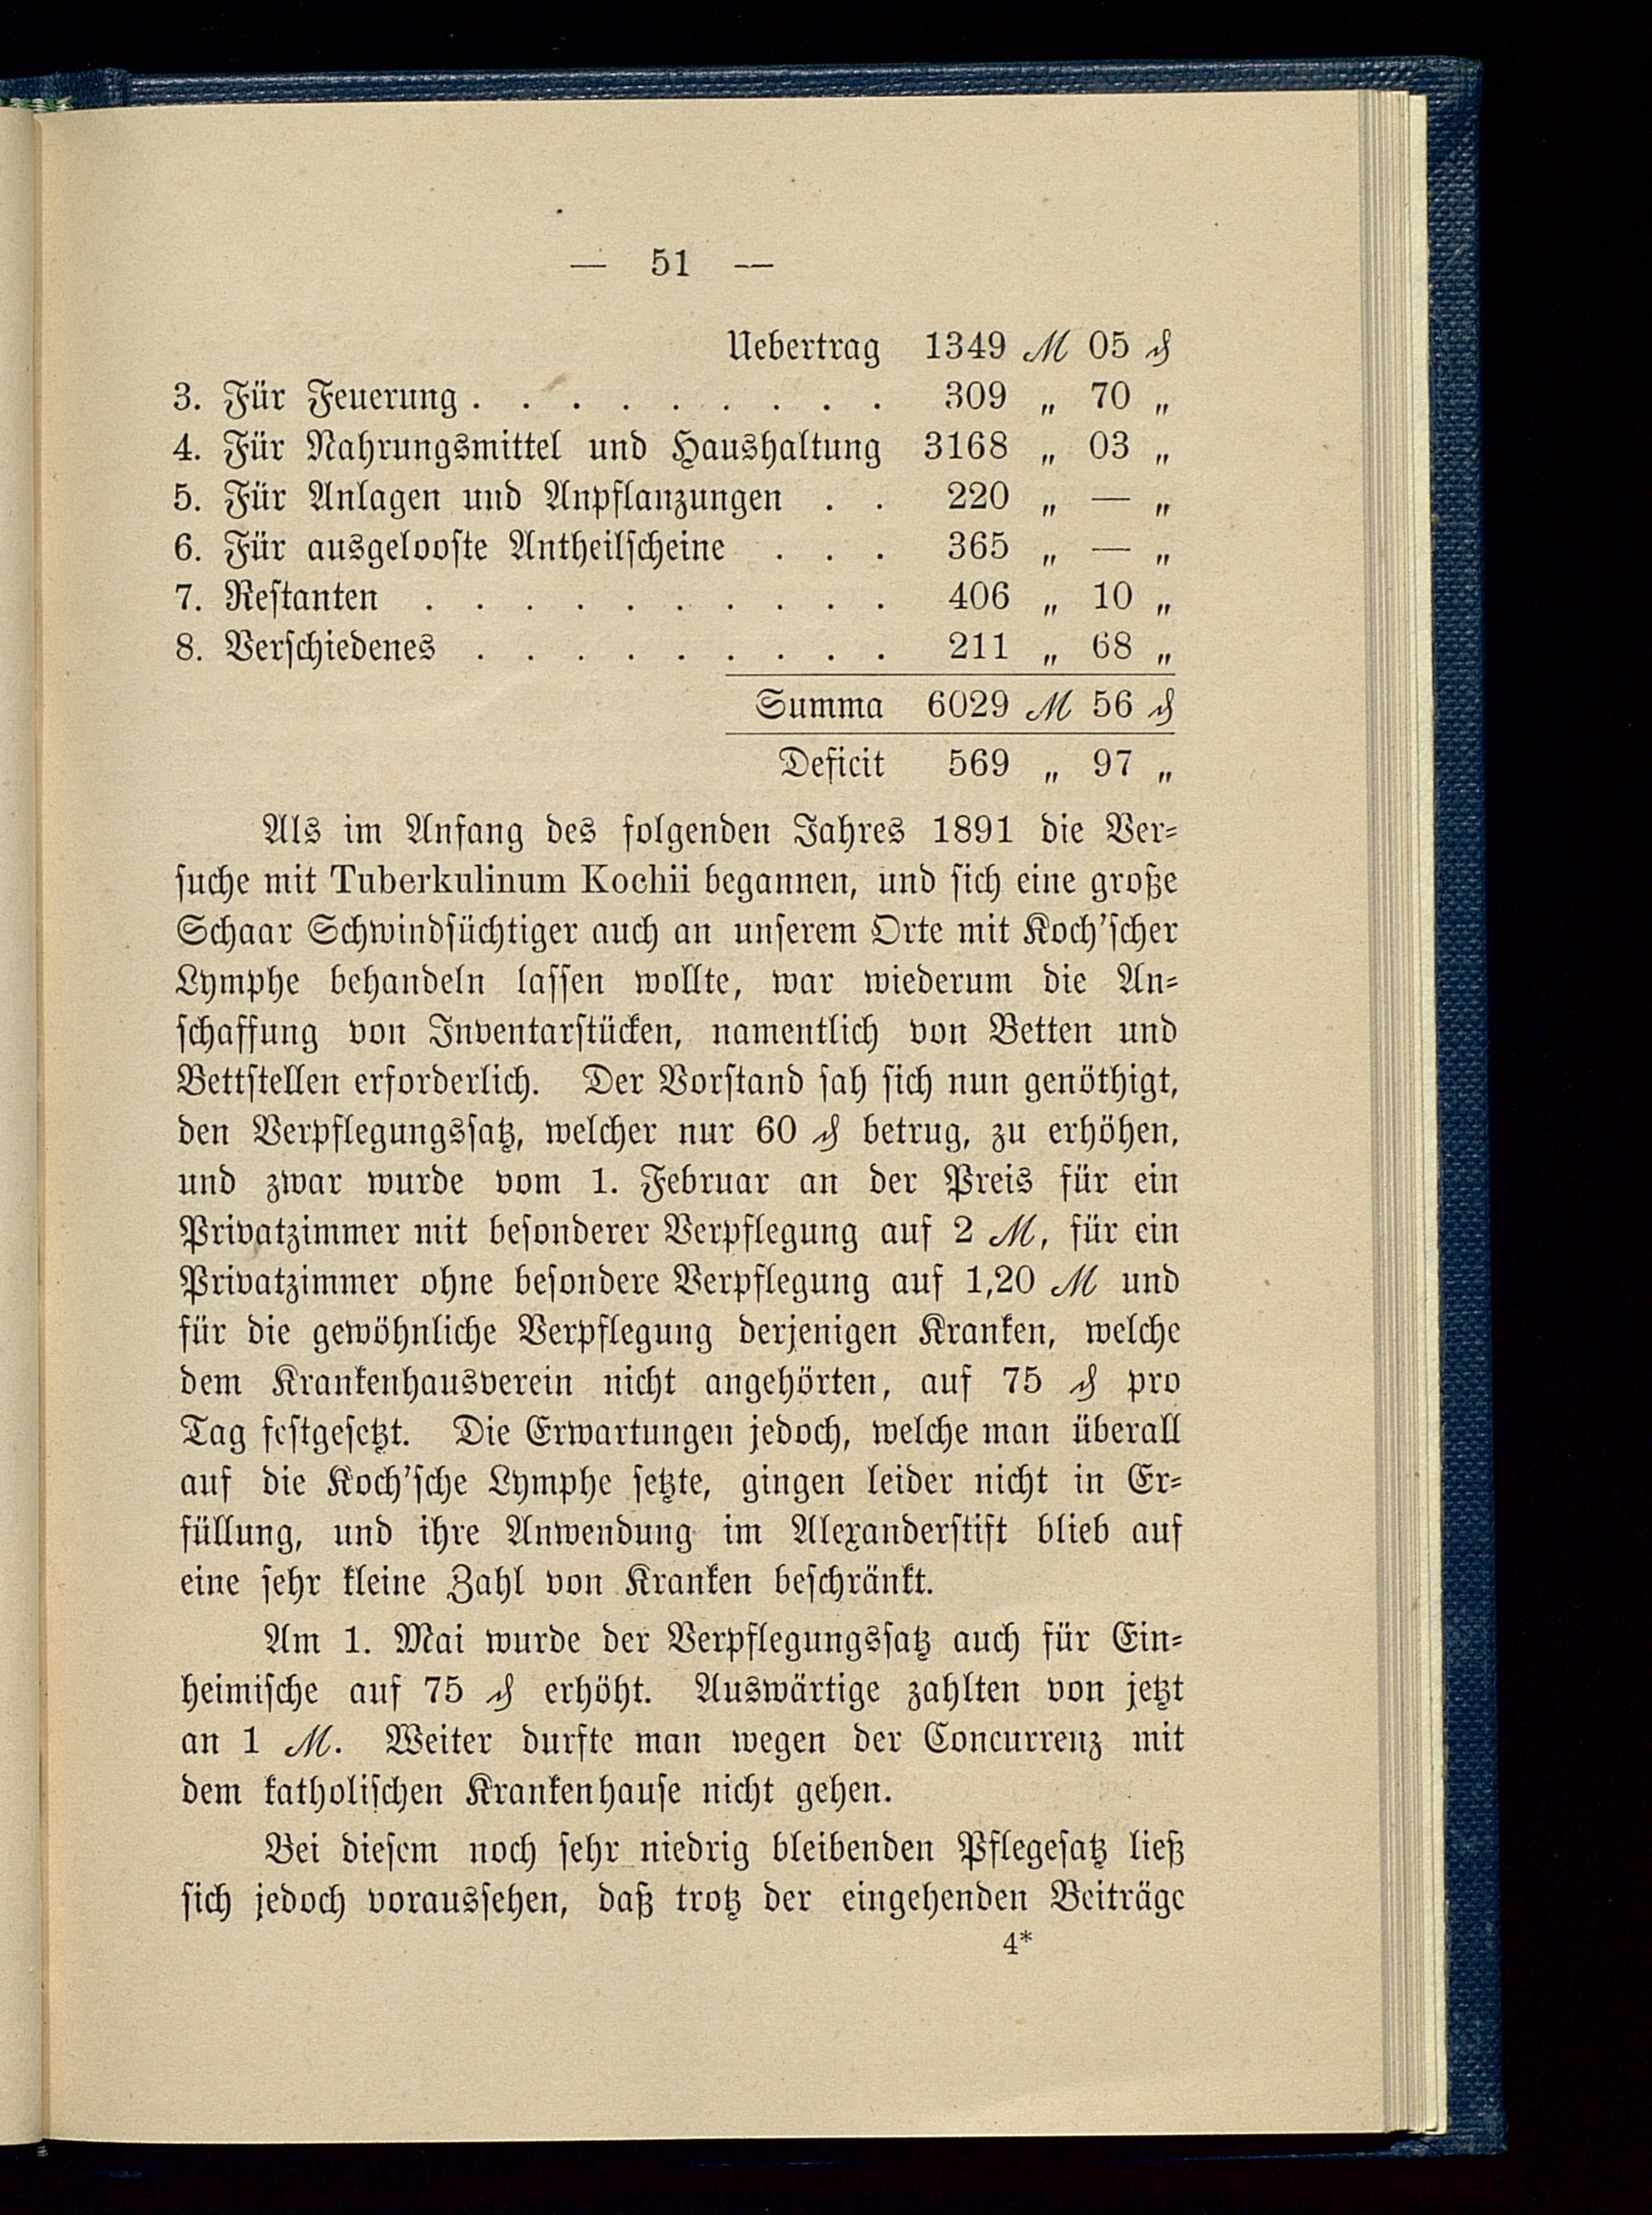 — 51 —
Uebertrag 1349 ℳ 05 ₰
3. Für Feuerung . . . . . . . . . 309 „ 70 „
4. Für Nahrungsmittel und Haushaltung 3168 „ 03 „
5. Für Anlagen und Anpflanzungen . . 220 „ — „
6. Für ausgelooste Antheilscheine . . . 365 „ — „
7. Restanten . . . . . . . . . . 406 „ 10 „
8. Verschiedenes . . . . . . . . . 211 „ 68 „
Summa 6029 ℳ 56 ₰
Deficit 569 „ 97 „
Als im Anfang des folgenden Jahres 1891 die Ver-
suche mit Tuberkulinum Kochii begannen, und sich eine große
Schaar Schwindsüchtiger auch an unserem Orte mit Koch'scher
Lymphe behandeln lassen wollte, war wiederum die An-
schaffung von Inventarstücken, namentlich von Betten und
Bettstellen erforderlich. Der Vorstand sah sich nun genöthigt,
den Verpflegungssatz, welcher nur 60 ₰ betrug, zu erhöhen,
und zwar wurde vom 1. Februar an der Preis für ein
Privatzimmer mit besonderer Verpflegung auf 2 ℳ, für ein
Privatzimmer ohne besondere Verpflegung auf 1,20 ℳ und
für die gewöhnliche Verpflegung derjenigen Kranken, welche
dem Krankenhausverein nicht angehörten, auf 75 ₰ pro
Tag festgesetzt. Die Erwartungen jedoch, welche man überall
auf die Koch'sche Lymphe setzte, gingen leider nicht in Er-
füllung, und ihre Anwendung im Alexanderstift blieb auf
eine sehr kleine Zahl von Kranken beschränkt.
Am 1. Mai wurde der Verpflegungssatz auch für Ein-
heimische auf 75 ₰ erhöht. Auswärtige zahlten von jetzt
an 1 ℳ. Weiter durfte man wegen der Concurrenz mit
dem katholischen Krankenhause nicht gehen.
Bei diesem noch sehr niedrig bleibenden Pflegesatz ließ
sich jedoch voraussehen, daß trotz der eingehenden Beiträge
4*